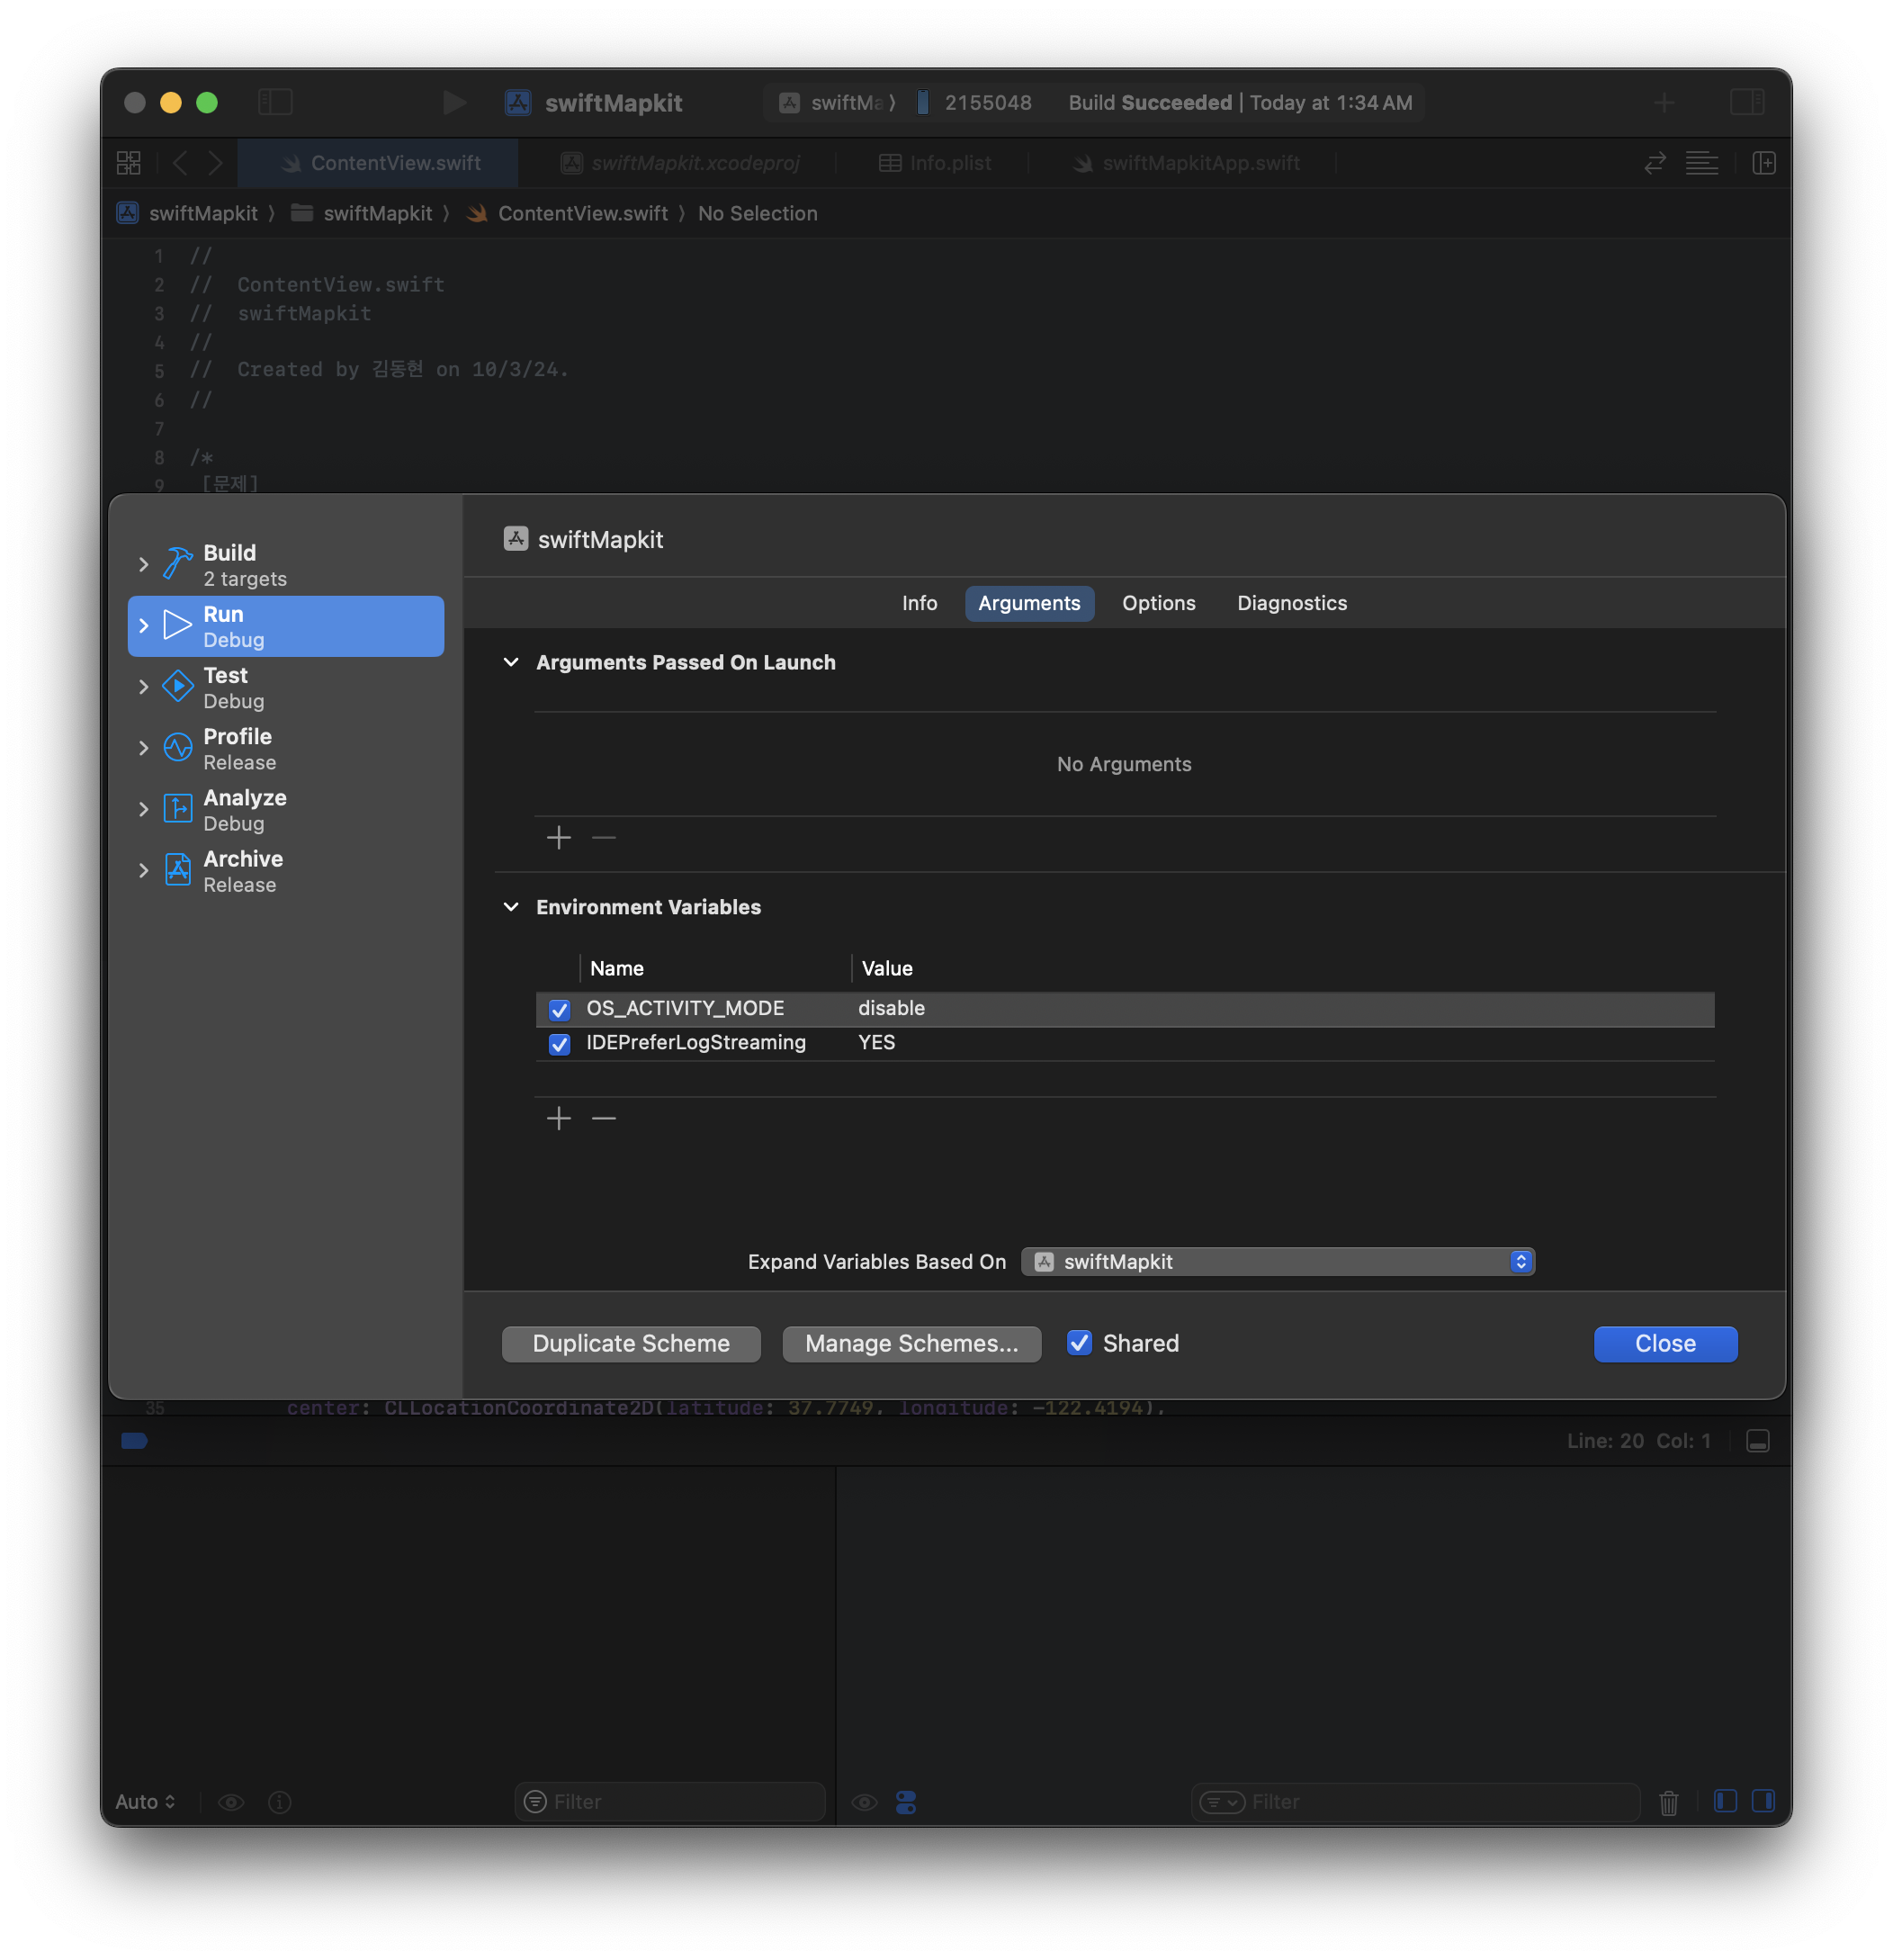 swiftMapkit
swiftMa 〉 2155048 Build Succeeded | Today at 1:34 AM
ContentView.swift swiftMapkit.xcodeproj Info.plist swiftMapkitApp.swift
swiftMapkit 〉 swiftMapkit 〉 ContentView.swift 〉 No Selection
1 //
2 //  ContentView.swift
3 //  swiftMapkit
4 //
5 //  Created by 김동현 on 10/3/24.
6 //
7
8 /*
9 [문제]
Build
2 targets
Run
Debug
Test
Debug
Profile
Release
Analyze
Debug
Archive
Release
swiftMapkit
Info Arguments Options Diagnostics
Arguments Passed On Launch
No Arguments
Environment Variables
Name Value
OS_ACTIVITY_MODE disable
IDEPreferLogStreaming YES
Expand Variables Based On swiftMapkit
Duplicate Scheme Manage Schemes... Shared Close
35 center: CLLocationCoordinate2D(latitude: 37.7749, longitude: -122.4194),
Line: 20 Col: 1
Auto Filter Filter